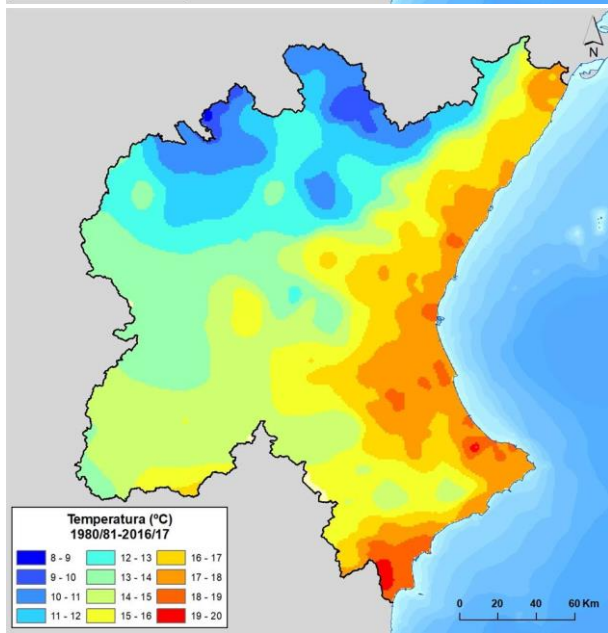 N
Temperatura (ºC)
1980/81-2016/17
8 - 9
12 - 13
16 - 17
9 - 10
13 - 14
17 - 18
10 - 11
14 - 15
18 - 19
11 - 12
15 - 16
19 - 20
0 20 40 60 Km